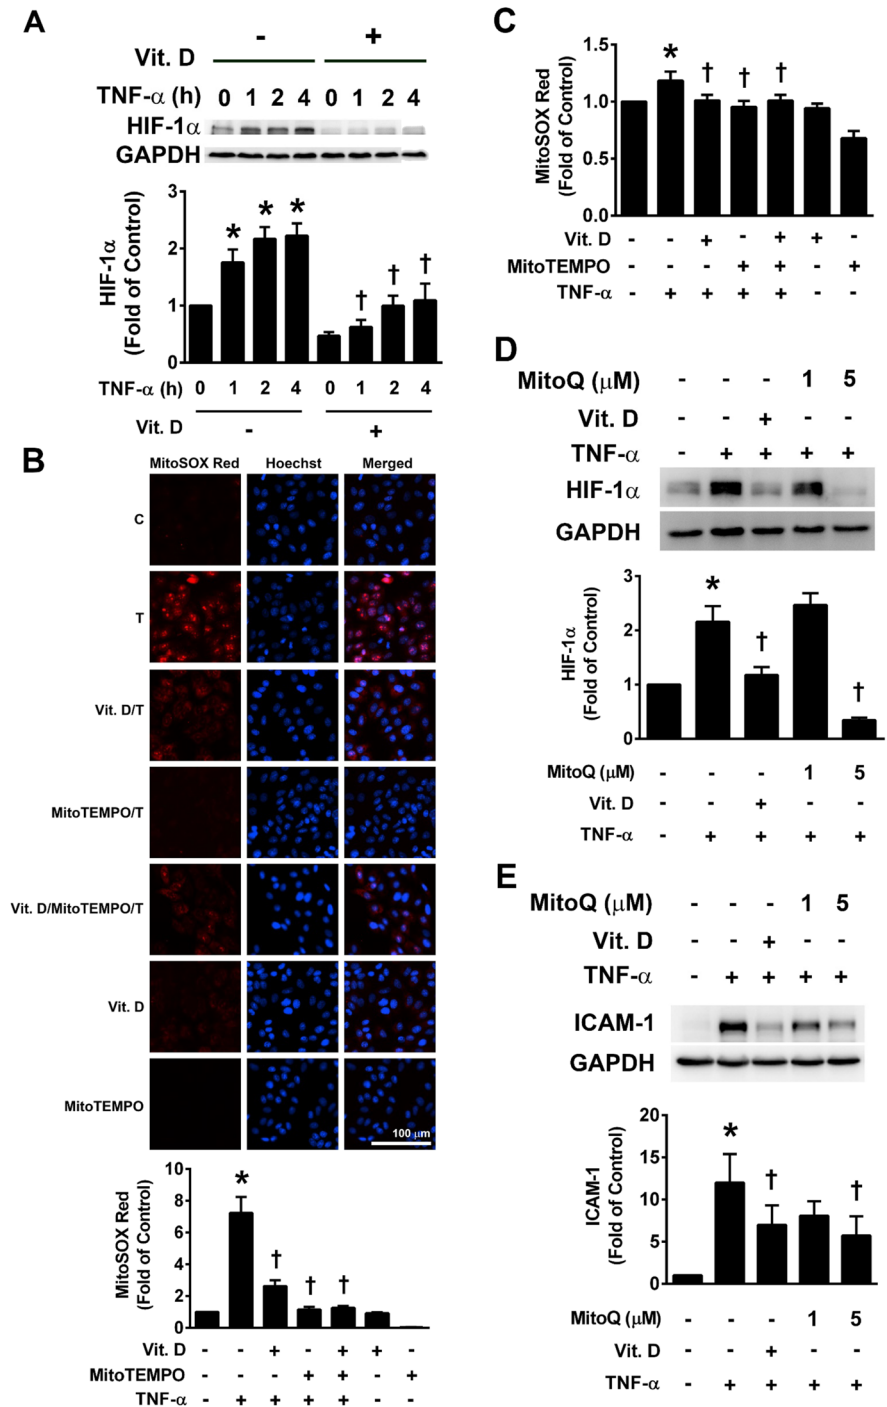 A
Vit. D - +
TNF-α (h) 0 1 2 4 0 1 2 4
HIF-1α
GAPDH
HIF-1α
(Fold of Control)
3
2
1
0
* * *
† † †
TNF-α (h) 0 1 2 4 0 1 2 4
Vit. D - +
B
MitoSOX Red Hoechst Merged
C
T
Vit. D/T
MitoTEMPO/T
Vit. D/MitoTEMPO/T
Vit. D
MitoTEMPO
100 μm
MitoSOX Red
(Fold of Control)
10
8
6
4
2
0
* † † †
Vit. D - - + - + + -
MitoTEMPO - - - + + - +
TNF-α - + + + + - -
C
MitoSOX Red
(Fold of Control)
1.5
1.0
0.5
0.0
* † † †
Vit. D - - + - + + -
MitoTEMPO - - - + + - +
TNF-α - + + + + - -
D
MitoQ (μM) - - - 1 5
Vit. D - - + - -
TNF-α - + + + +
HIF-1α
GAPDH
HIF-1α
(Fold of Control)
3
2
1
0
* † †
MitoQ (μM) - - - 1 5
Vit. D - - + - -
TNF-α - + + + +
E
MitoQ (μM) - - - 1 5
Vit. D - - + - -
TNF-α - + + + +
ICAM-1
GAPDH
ICAM-1
(Fold of Control)
20
15
10
5
0
* † †
MitoQ (μM) - - - 1 5
Vit. D - - + - -
TNF-α - + + + +